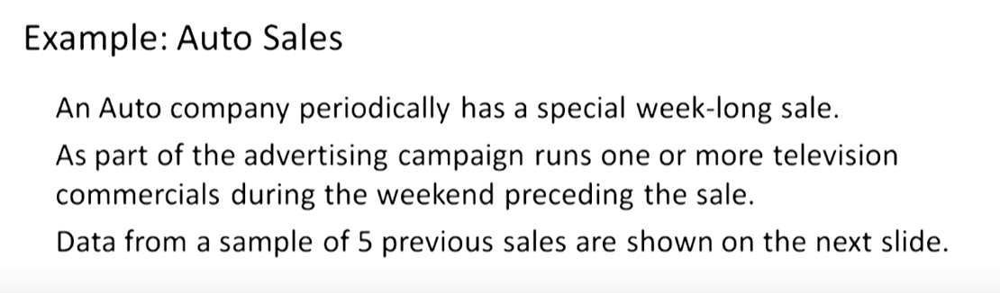 Example: Auto Sales
An Auto company periodically has a special week-long sale.
As part of the advertising campaign runs one or more television
commercials during the weekend preceding the sale.
Data from a sample of 5 previous sales are shown on the next slide.